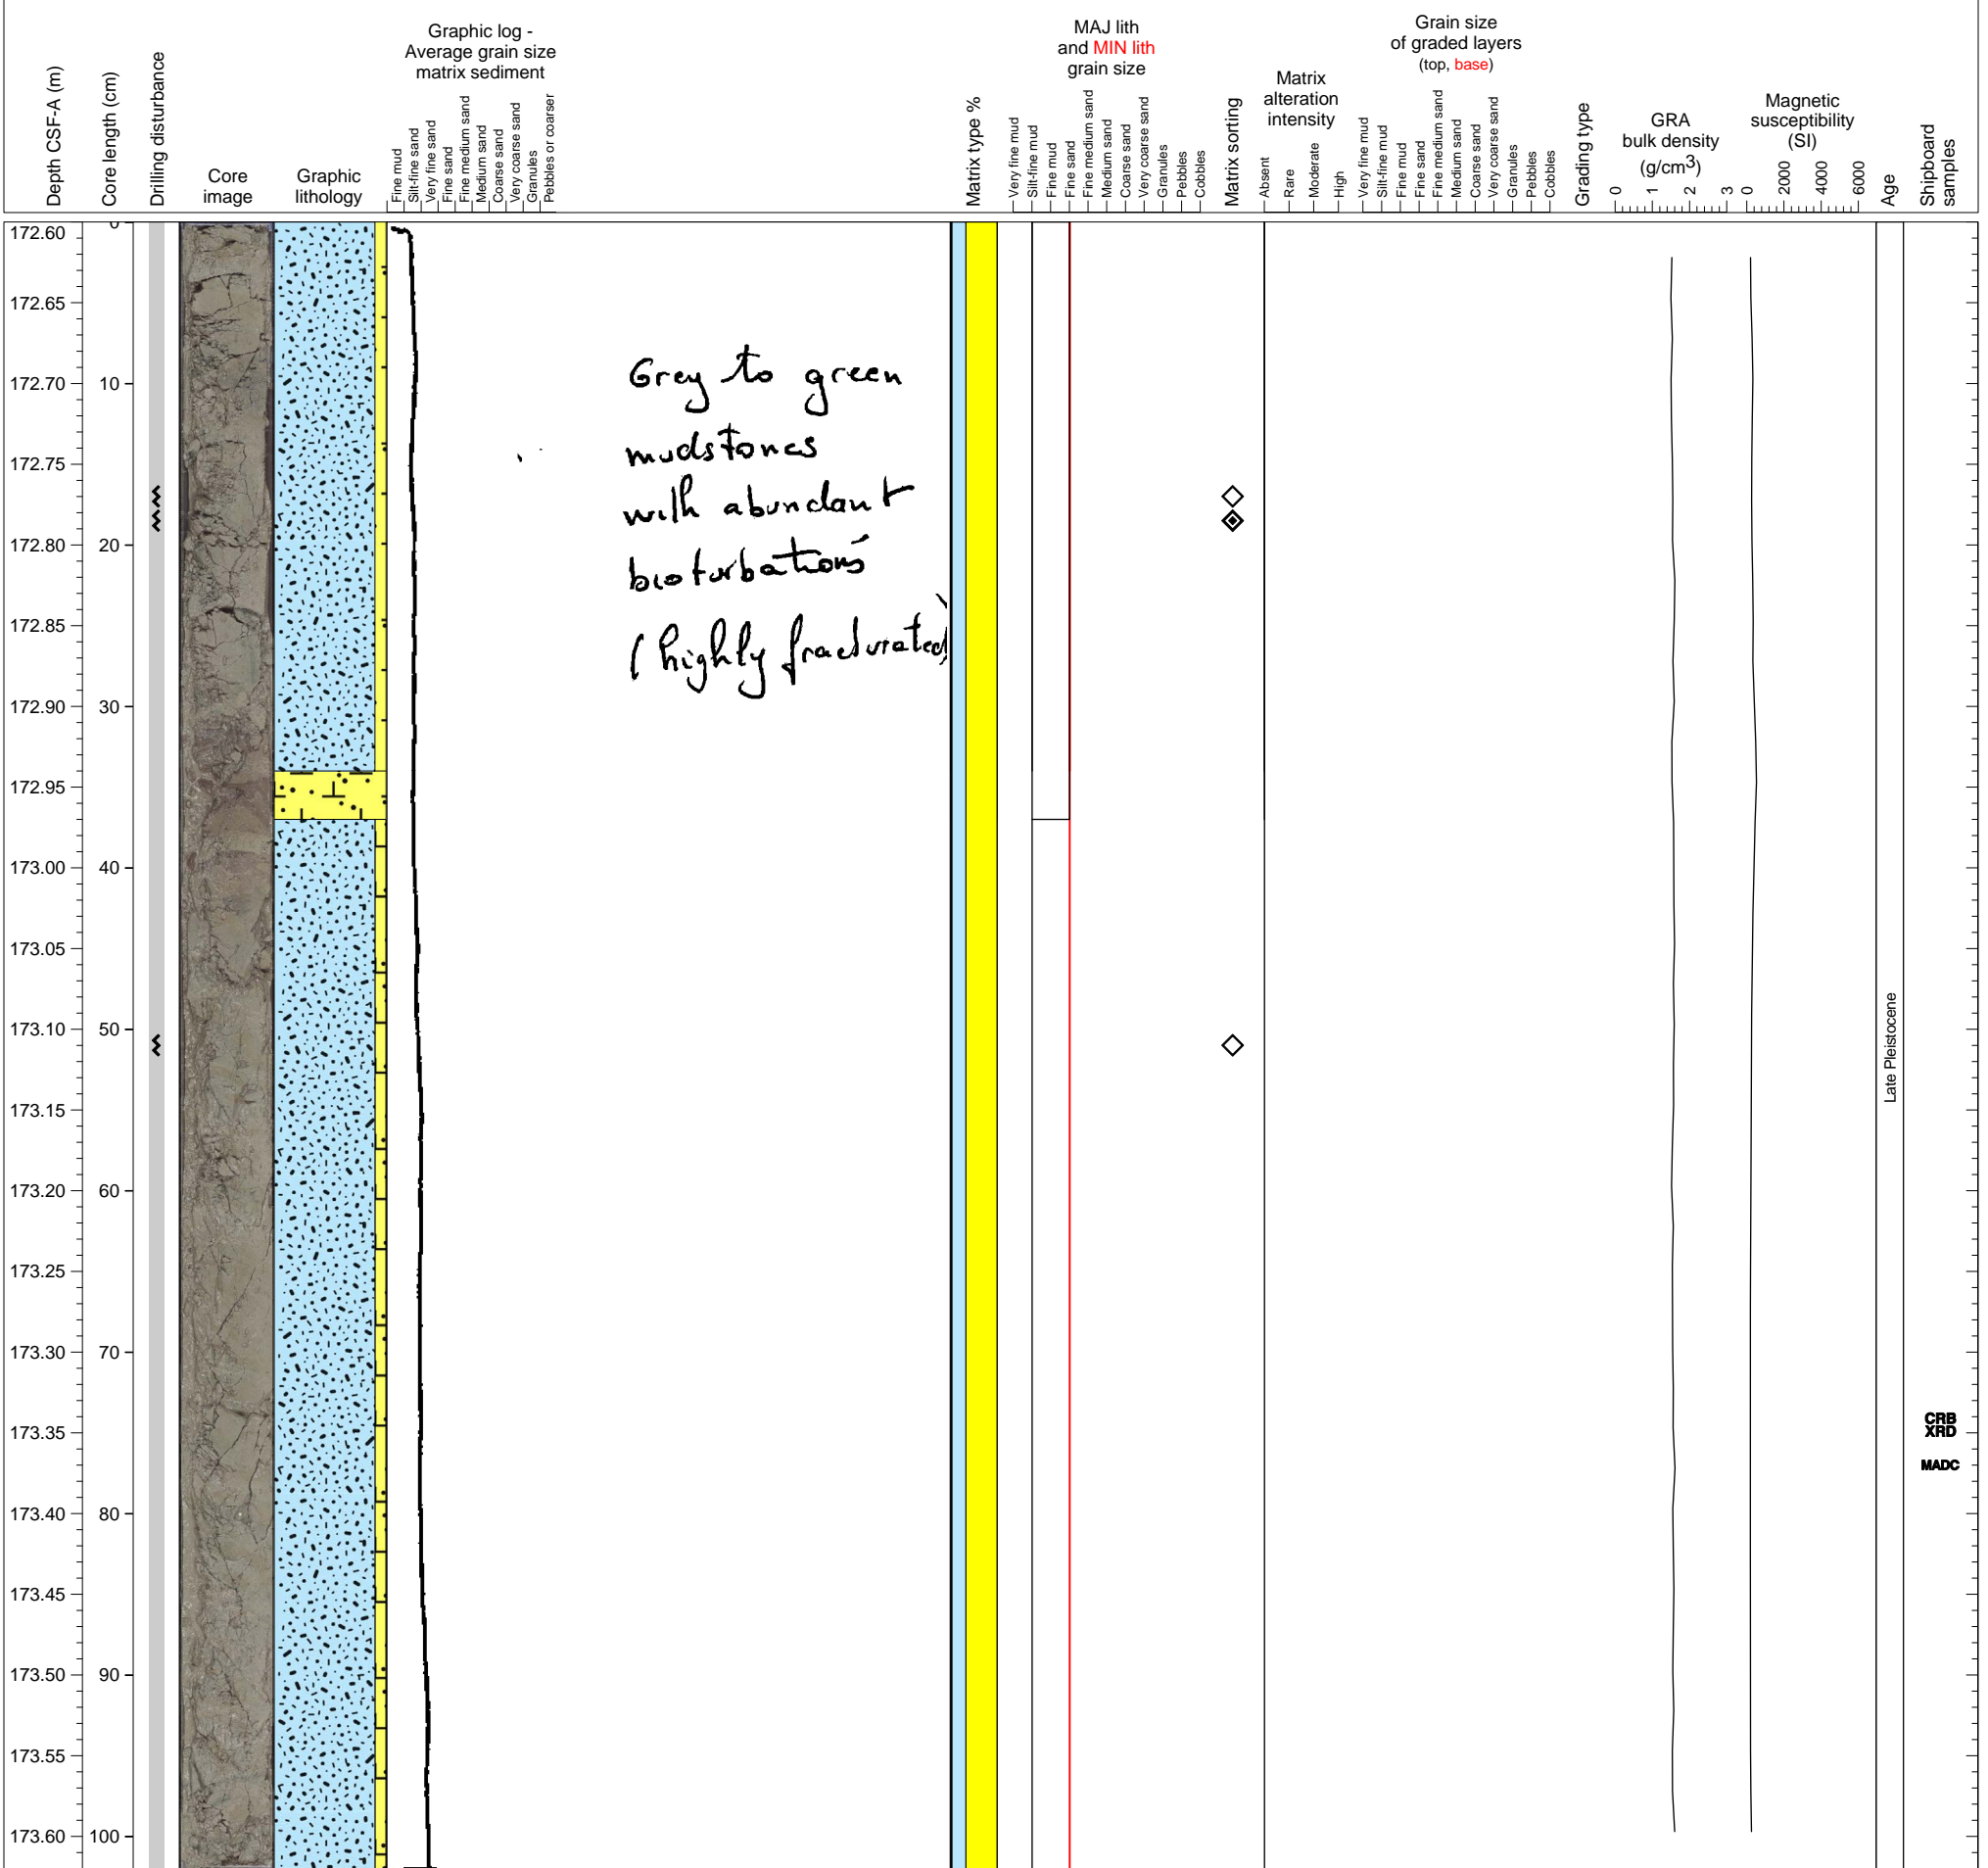 Graphic log -
Average grain size
matrix sediment
MAJ lith
and MIN lith
grain size
Grain size
of graded layers
(top, base)
Matrix
alteration
intensity
GRA
bulk density
(g/cm3)
Magnetic
susceptibility
(SI)
Depth CSF-A (m)
Core length (cm)
Drilling disturbance
Core
image
Graphic
lithology
Fine mud
Silt-fine sand
Very fine sand
Fine sand
Fine medium sand
Medium sand
Coarse sand
Very coarse sand
Granules
Pebbles or coarser
Matrix type %
Very fine mud
Silt-fine mud
Fine mud
Fine sand
Fine medium sand
Medium sand
Coarse sand
Very coarse sand
Granules
Pebbles
Cobbles
Matrix sorting
Absent
Rare
Moderate
High
Very fine mud
Silt-fine mud
Fine mud
Fine sand
Fine medium sand
Medium sand
Coarse sand
Very coarse sand
Granules
Pebbles
Cobbles
Grading type
0 1 2 3
0 2000 4000 6000
Age
Shipboard
samples
172.60 0
172.65
172.70 10
172.75
172.80 20
172.85
172.90 30
172.95
173.00 40
173.05
173.10 50
173.15
173.20 60
173.25
173.30 70
173.35
173.40 80
173.45
173.50 90
173.55
173.60 100
Grey to green
mudstones
with abundant
bioturbations
(highly fracturated)
Late Pleistocene
CRB
XRD
MADC